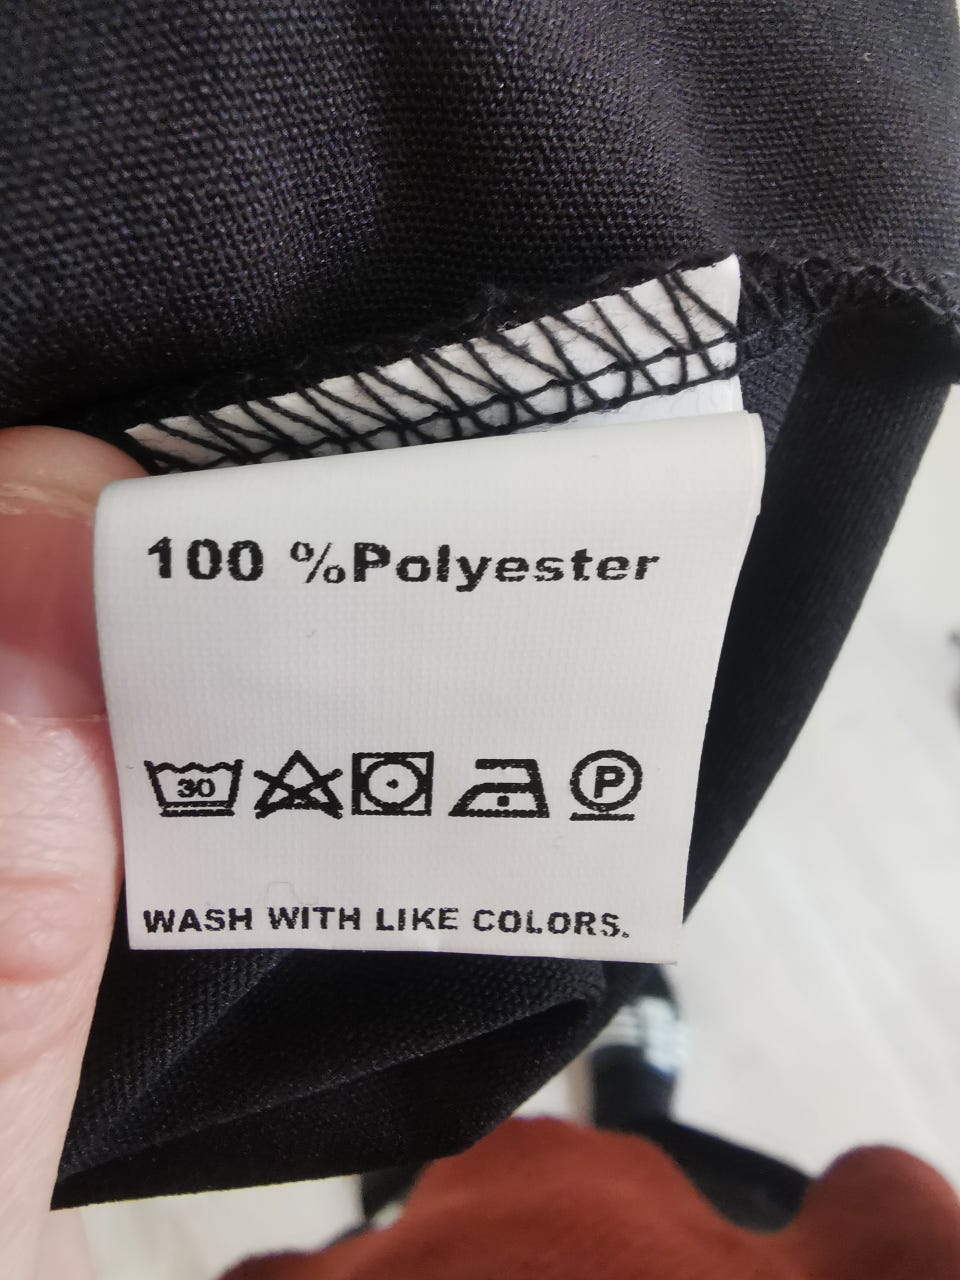 100 %Polyester
30 P
WASH WITH LIKE COLORS.